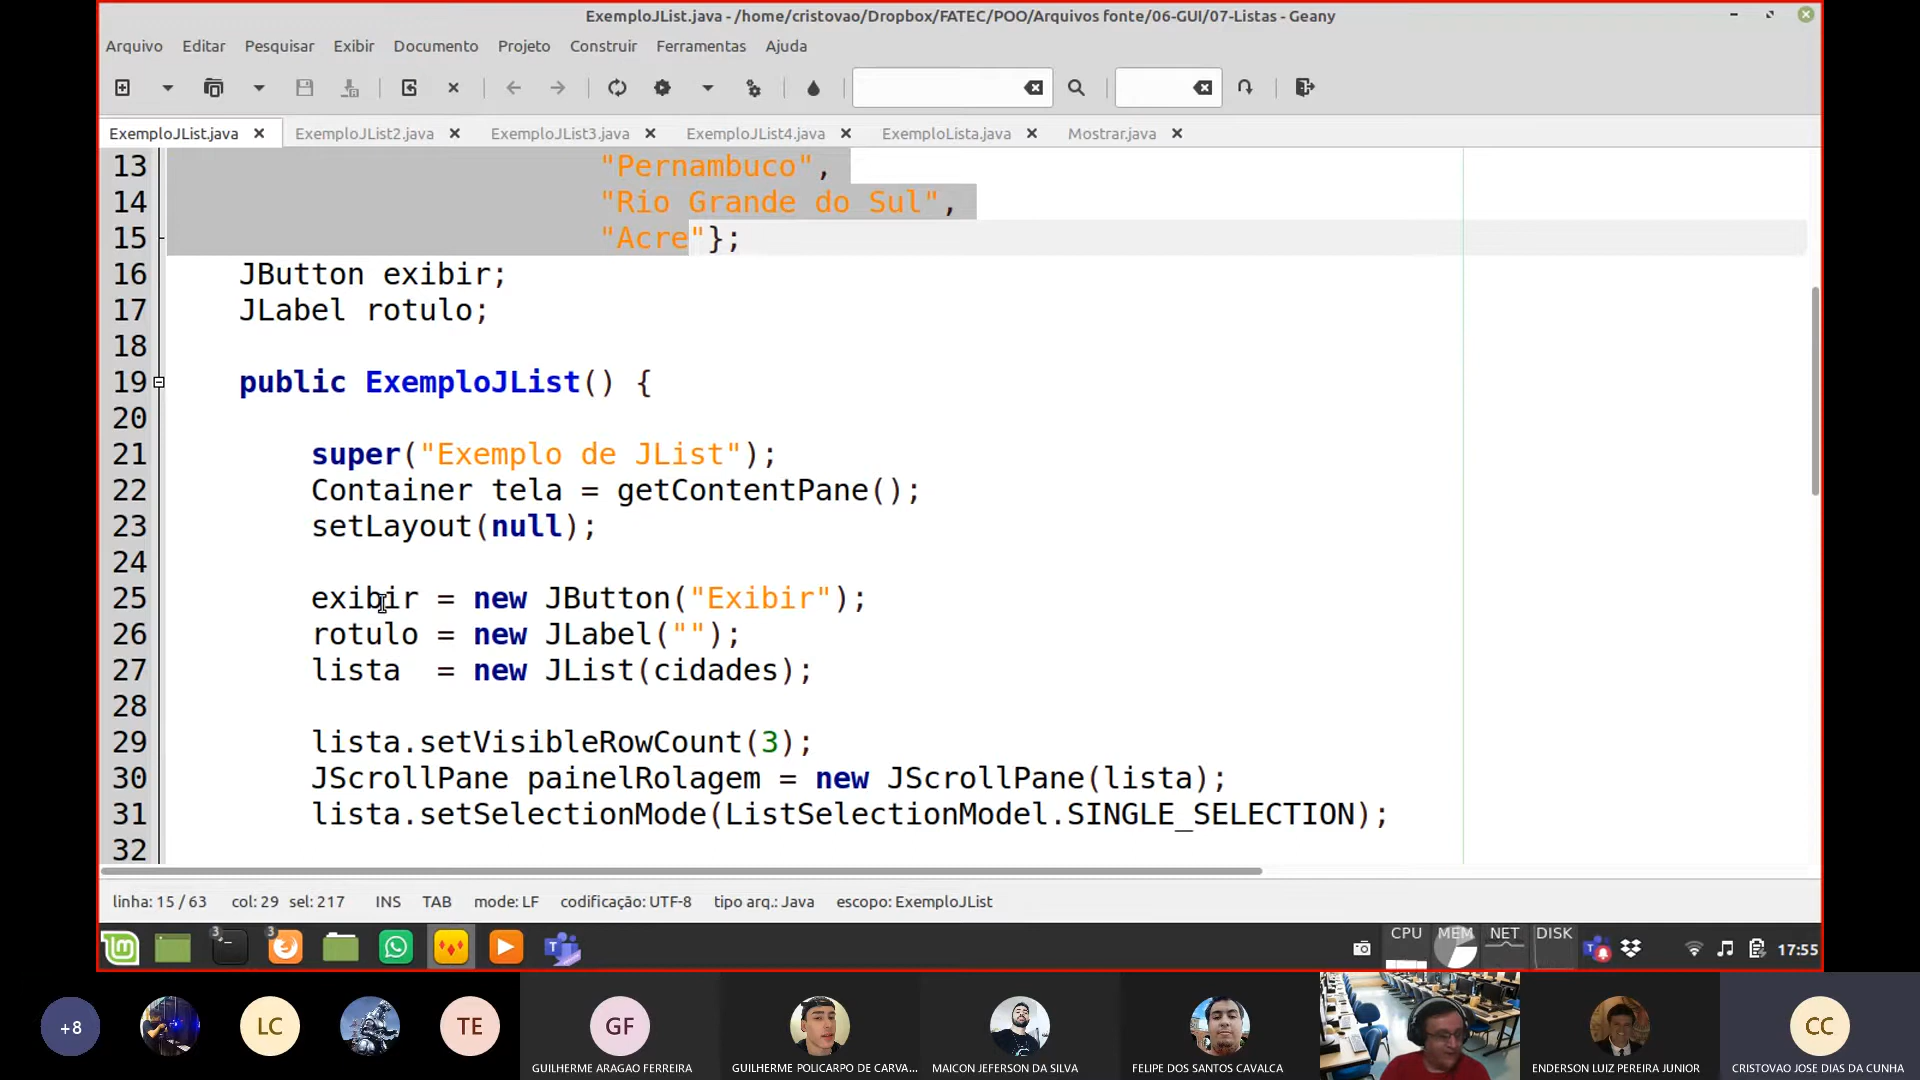 ExemploJList.java - /home/cristovao/Dropbox/FATEC/POO/Arquivos fonte/06-GUI/07-Listas - Geany
Arquivo Editar Pesquisar Exibir Documento Projeto Construir Ferramentas Ajuda
ExemploJList.java ExemploJList2.java ExemploJList3.java ExemploJList4.java ExemploLista.java Mostrar.java
13 "Pernambuco",
14 "Rio Grande do Sul",
15 "Acre"};
16 JButton exibir;
17 JLabel rotulo;
18
19 public ExemploJList() {
20
21 super("Exemplo de JList");
22 Container tela = getContentPane();
23 setLayout(null);
24
25 exibir = new JButton("Exibir");
26 rotulo = new JLabel("");
27 lista  = new JList(cidades);
28
29 lista.setVisibleRowCount(3);
30 JScrollPane painelRolagem = new JScrollPane(lista);
31 lista.setSelectionMode(ListSelectionModel.SINGLE_SELECTION);
32
linha: 15 / 63 col: 29 sel: 217 INS TAB mode: LF codificação: UTF-8 tipo arq.: Java escopo: ExemploJList
3 3 CPU MEM NET DISK 17:55
+8 LC TE GF CC
GUILHERME ARAGAO FERREIRA GUILHERME POLICARPO DE CARVA... MAICON JEFERSON DA SILVA FELIPE DOS SANTOS CAVALCA ENDERSON LUIZ PEREIRA JUNIOR CRISTOVAO JOSE DIAS DA CUNHA